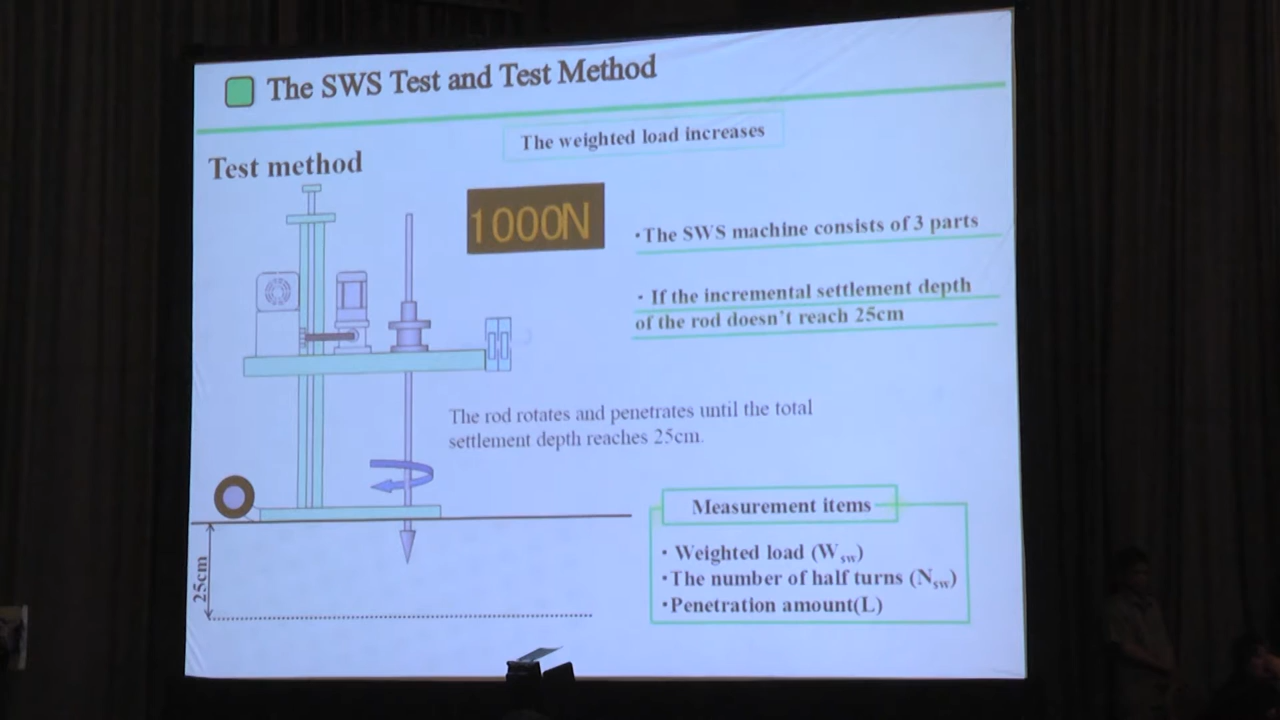 The SWS Test and Test Method
The weighted load increases
Test method
1000N
・The SWS machine consists of 3 parts
・If the incremental settlement depth
of the rod doesn't reach 25cm
The rod rotates and penetrates until the total
settlement depth reaches 25cm.
25cm
Measurement items
・Weighted load (Wsw)
・The number of half turns (Nsw)
・Penetration amount(L)